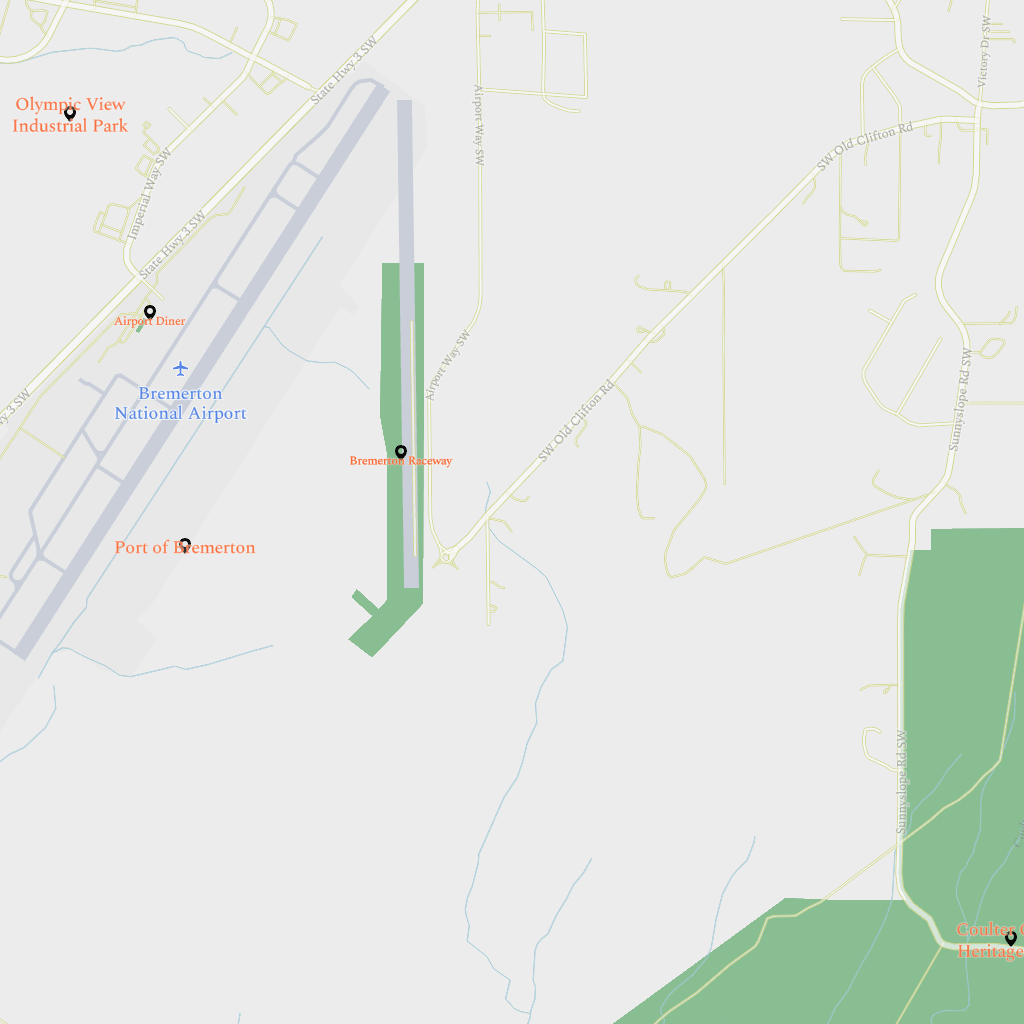 State Hwy 3 SW
Victory Dr SW
Olympic View
Industrial Park
Airport Way SW
SW Old Clifton Rd
Imperial Way SW
State Hwy 3 SW
Airport Diner
Bremerton
National Airport
Airport Way SW
Sunnyslope Rd SW
3 SW
SW Old Clifton Rd
Bremerton Raceway
Port of Bremerton
Sunnyslope Rd SW
Coulter
Heritage